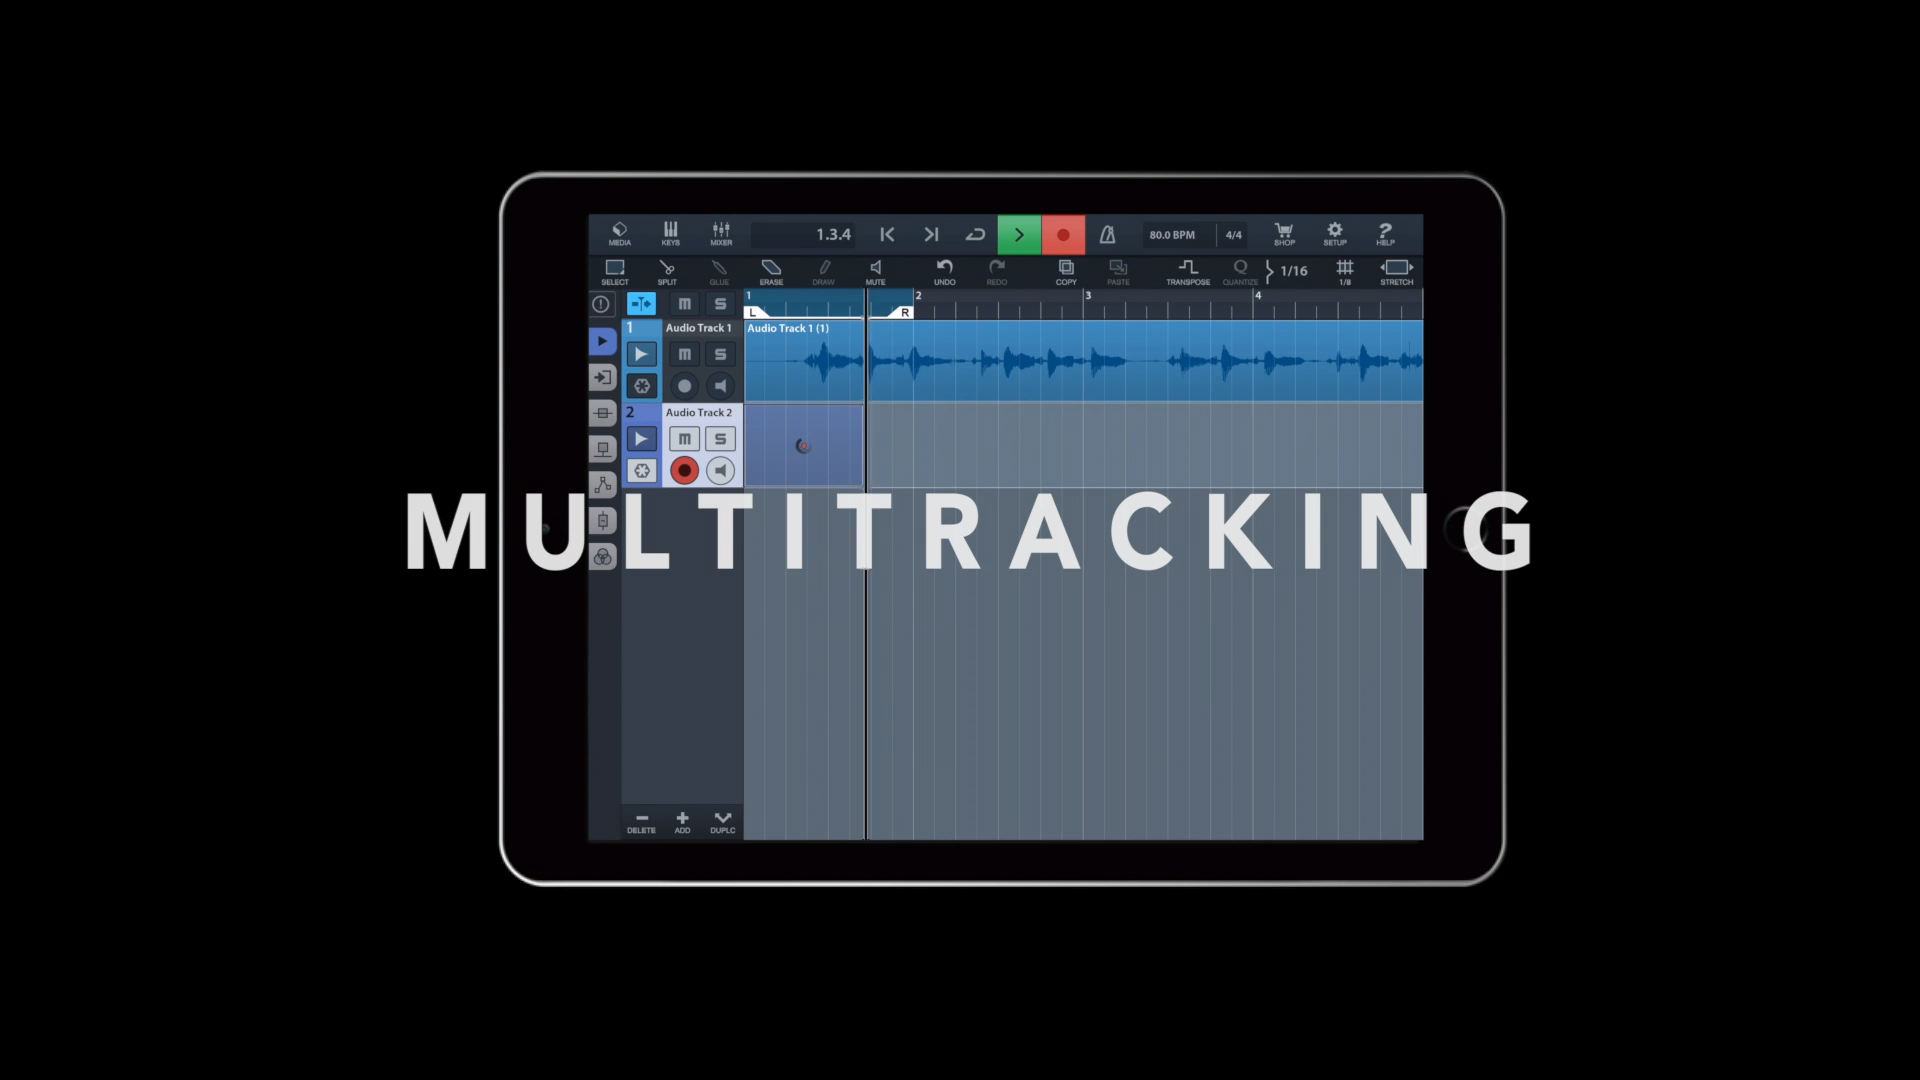 1.3.4 80.0 BPM 4/4
MEDIA KEYS MIXER SHOP SETUP HELP
1/16
SELECT SPLIT GLUE ERASE DRAW MUTE UNDO REDO COPY PASTE TRANSPOSE QUANTIZE 1/8 STRETCH
m S 1 2 3 4
L R
1 Audio Track 1 Audio Track 1 (1)
m S
2 Audio Track 2
m S
MULTITRACKING
DELETE ADD DUPLC